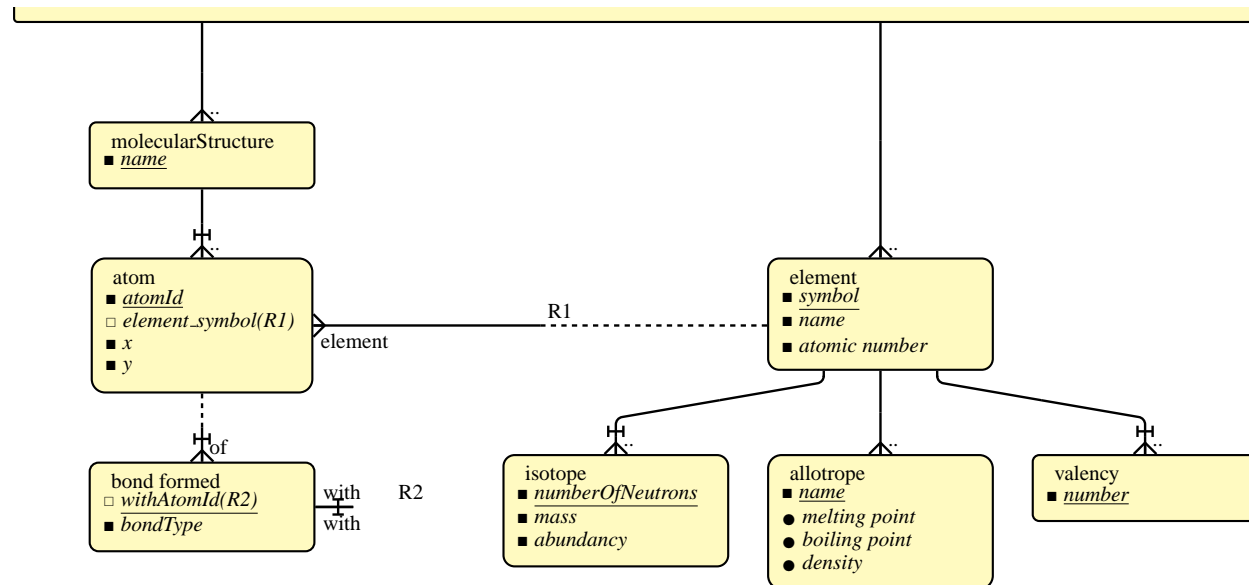 molecularStructure
name
atom
atomId
element_symbol(R1)
x
y
element
R1
element
symbol
name
atomic number
of
bond formed
withAtomId(R2)
bondType
with
with
R2
isotope
numberOfNeutrons
mass
abundancy
allotrope
name
melting point
boiling point
density
valency
number